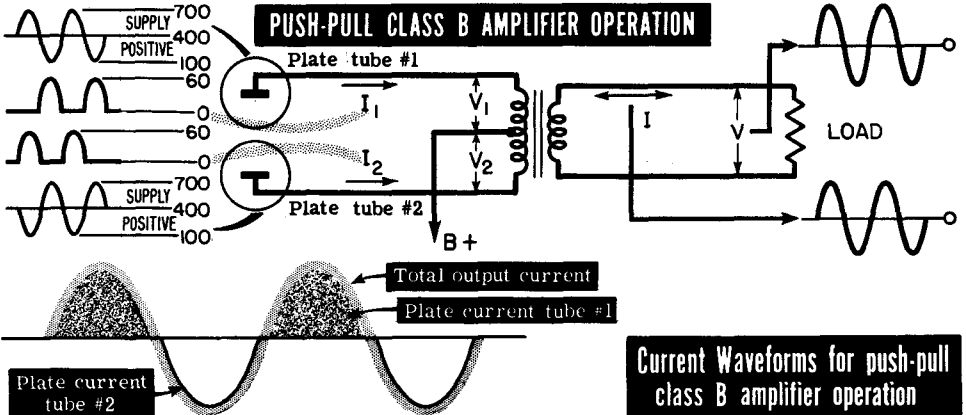 PUSH-PULL CLASS B AMPLIFIER OPERATION
700
SUPPLY
400
POSITIVE
100
60
0
60
0
700
SUPPLY
400
POSITIVE
100
Plate tube #1
I1
I2
Plate tube #2
V1
V2
B+
I
V
LOAD
Total output current
Plate current tube #1
Plate current
tube #2
Current Waveforms for push-pull
class B amplifier operation